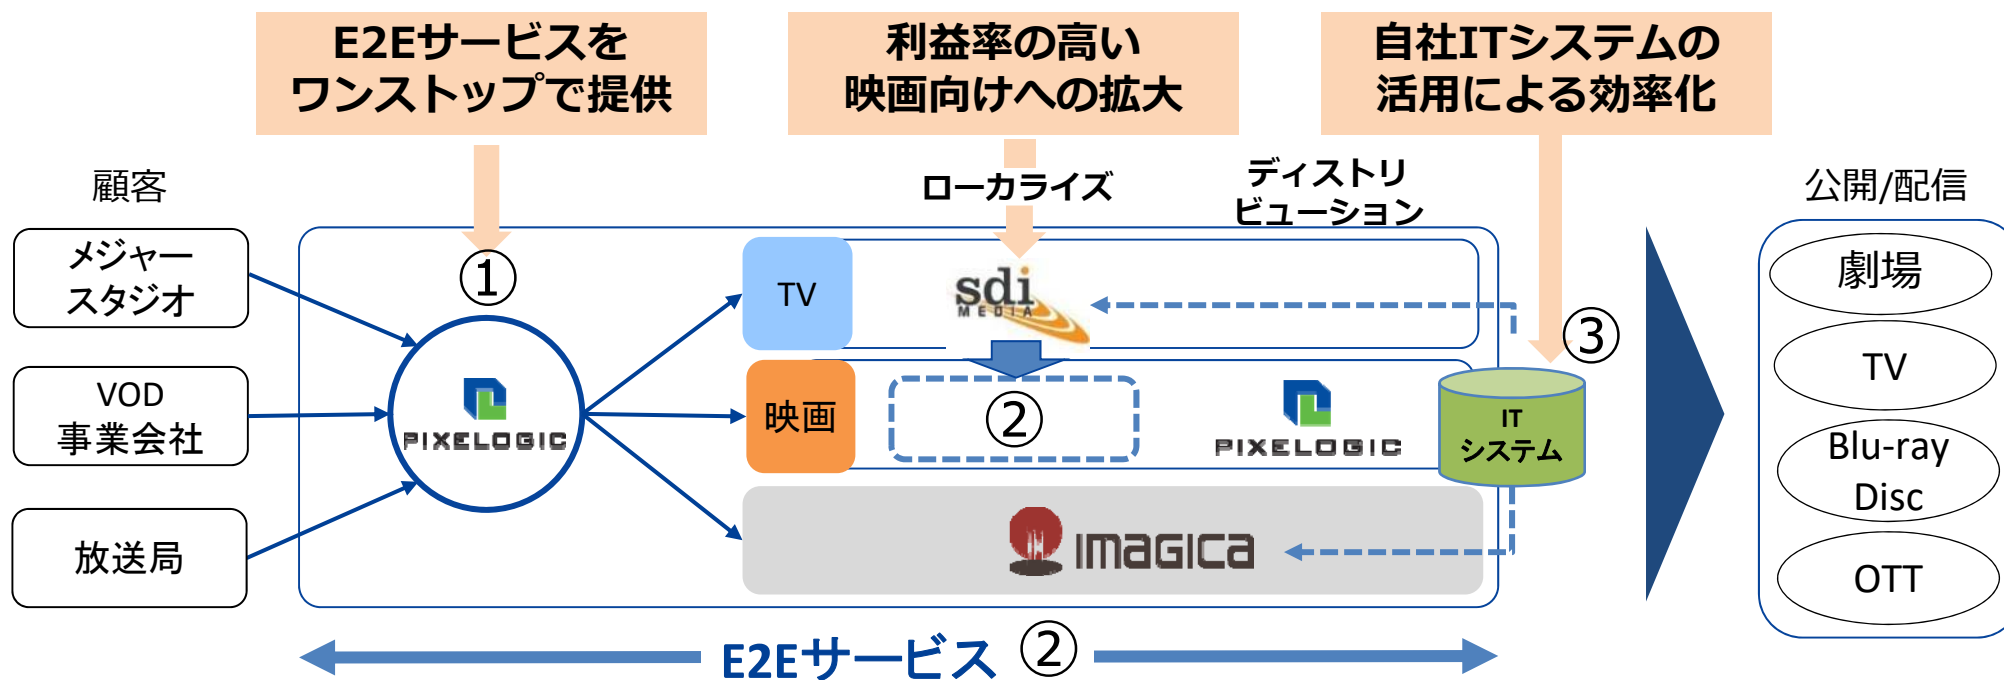 E2Eサービスを
ワンストップで提供
利益率の高い
映画向けへの拡大
自社ITシステムの
活用による効率化
顧客
ローカライズ
ディストリ
ビューション
公開/配信
メジャー
スタジオ
VOD
事業会社
放送局
①
PIXELOGIC
TV
sdi
MEDIA
映画
②
PIXELOGIC
③
IT
システム
IMAGICA
劇場
TV
Blu-ray
Disc
OTT
E2Eサービス ②